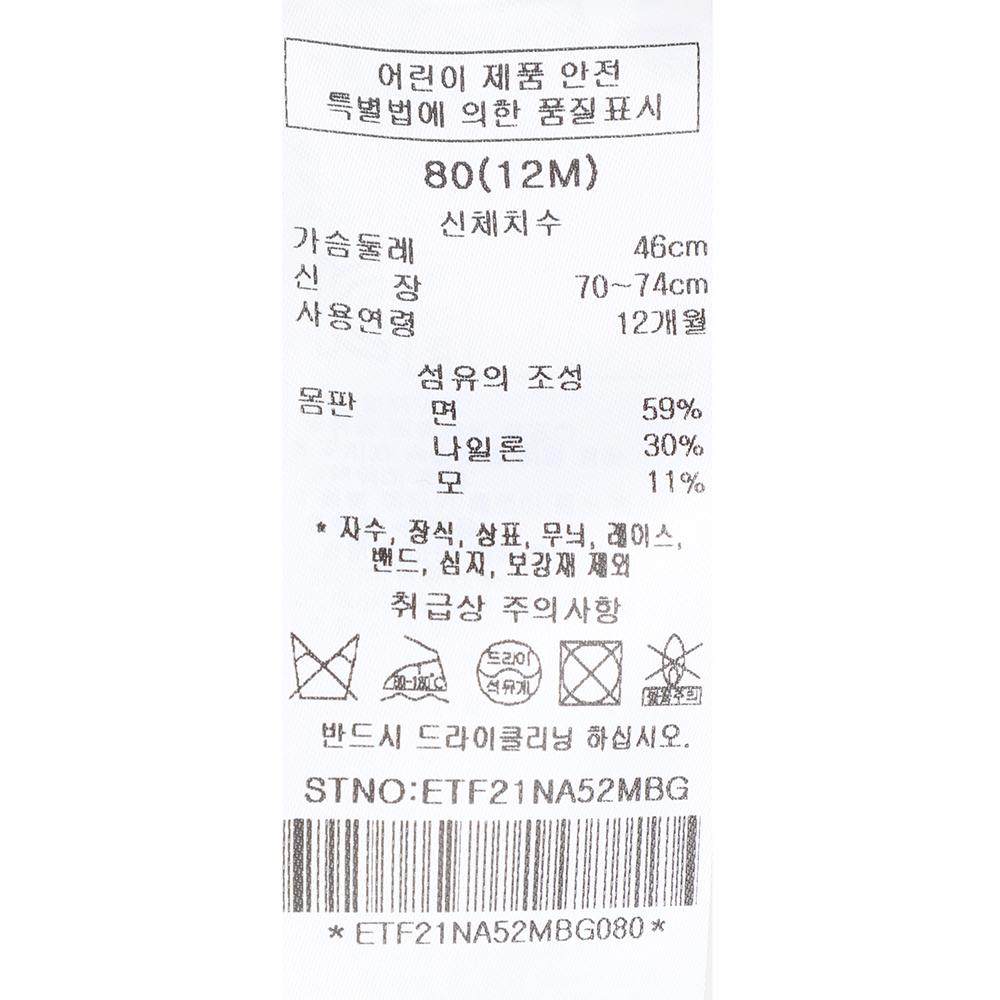 어린이 제품 안전
특별법에 의한 품질표시
80(12M)
신체치수
가슴둘레 46cm
신 장 70~74cm
사용연령 12개월
섬유의 조성
몸판 면 59%
나일론 30%
모 11%
* 자수, 장식, 상표, 무늬, 레이스,
밴드, 심지, 보강재 제외
취급상 주의사항
80-180°C
드라이
석유계
반드시 드라이클리닝 하십시오.
STNO:ETF21NA52MBG
*ETF21NA52MBG080*